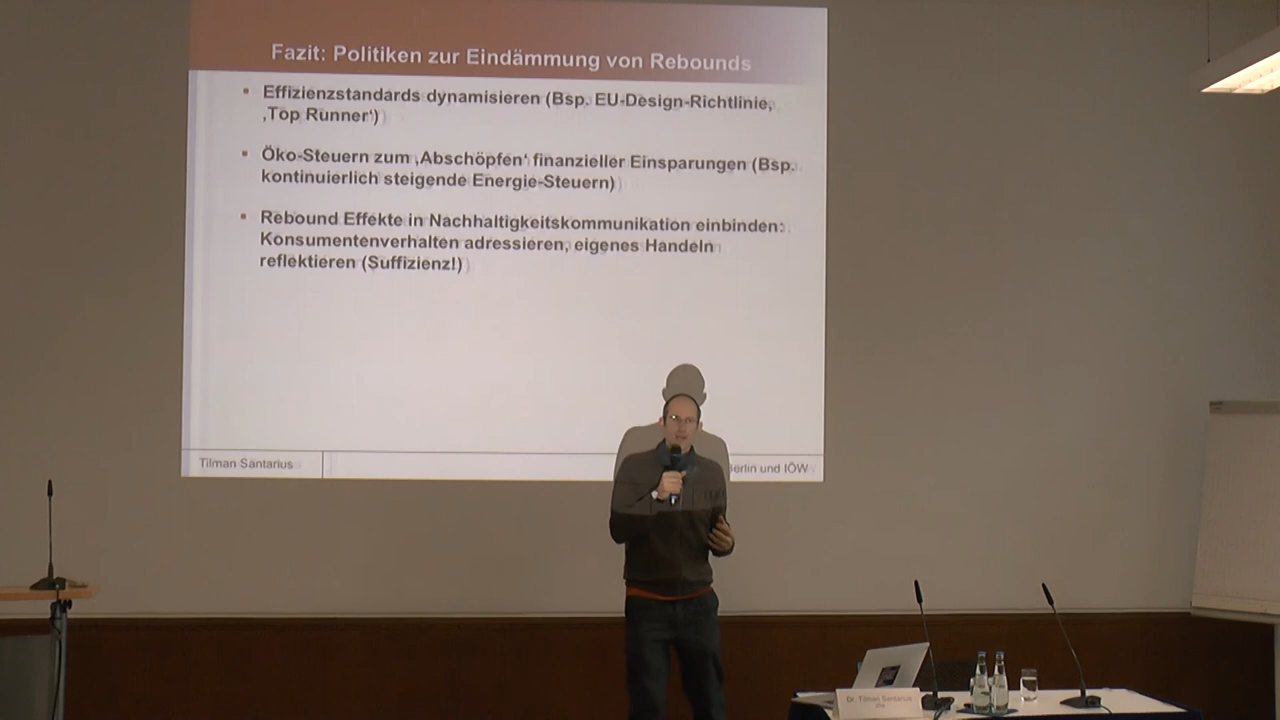 Fazit: Politiken zur Eindämmung von Rebounds
Effizienzstandards dynamisieren (Bsp. EU-Design-Richtlinie,
‚Top Runner‘)
Öko-Steuern zum ‚Abschöpfen‘ finanzieller Einsparungen (Bsp.
kontinuierlich steigende Energie-Steuern)
Rebound Effekte in Nachhaltigkeitskommunikation einbinden:
Konsumentenverhalten adressieren, eigenes Handeln
reflektieren (Suffizienz!)
Tilman Santarius
Berlin und IÖW
Dr. Tilman Santarius